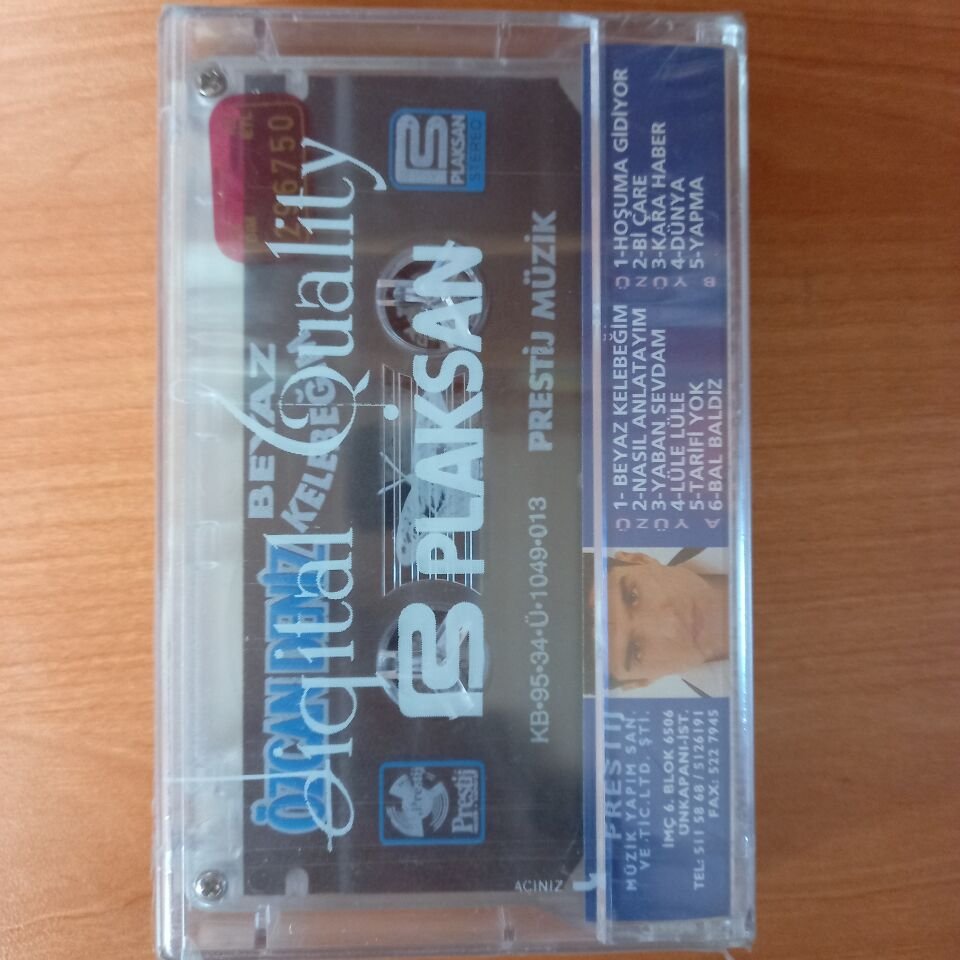 296750
BEYAZ
KELEBEĞİM
ÖZCAN DENİZ
Digital Quality
PLAKSAN
STEREO
PLAKSAN
Prestij
Prestij
KB•95•34•Ü•1049•013
PRESTİJ MÜZİK
AÇINIZ
A YÜZÜ
1- BEYAZ KELEBEĞİM
2-NASIL ANLATAYIM
3-YABAN SEVDAM
4-LÜLE LÜLE
5-TARİFİ YOK
6-BAL BALDIZ
B YÜZÜ
1-HOŞUMA GİDİYOR
2-Bİ ÇARE
3-KARA HABER
4-DÜNYA
5-YAPMA
PRESTİJ
MÜZİK YAPIM SAN.
VE .TİC.LTD. ŞTİ.
İMÇ 6. BLOK 6506
UNKAPANI-İST.
TEL: 511 58 68 / 5126191
FAX: 522 7945